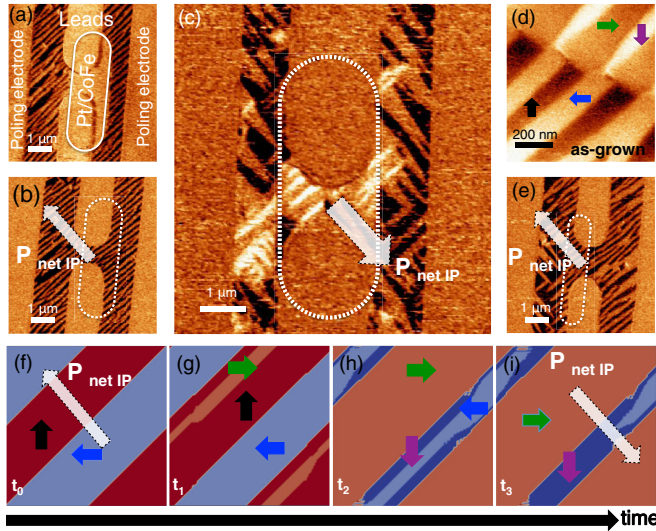 (a)
Leads
Poling electrode
Pt/CoFe
Poling electrode
1 μm
(b)
P net IP
1 μm
(c)
P net IP
1 μm
(d)
200 nm
as-grown
(e)
P net IP
1 μm
(f)
P net IP
t0
(g)
t1
(h)
t2
(i)
P net IP
t3
time